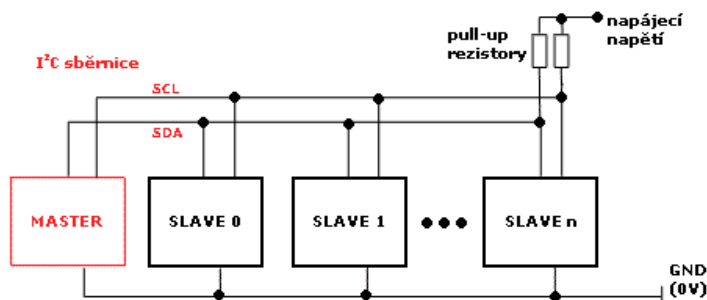 napájecí
napětí
pull-up
rezistory
I²C sběrnice
SCL
SDA
MASTER
SLAVE 0
SLAVE 1
SLAVE n
GND
(0V)